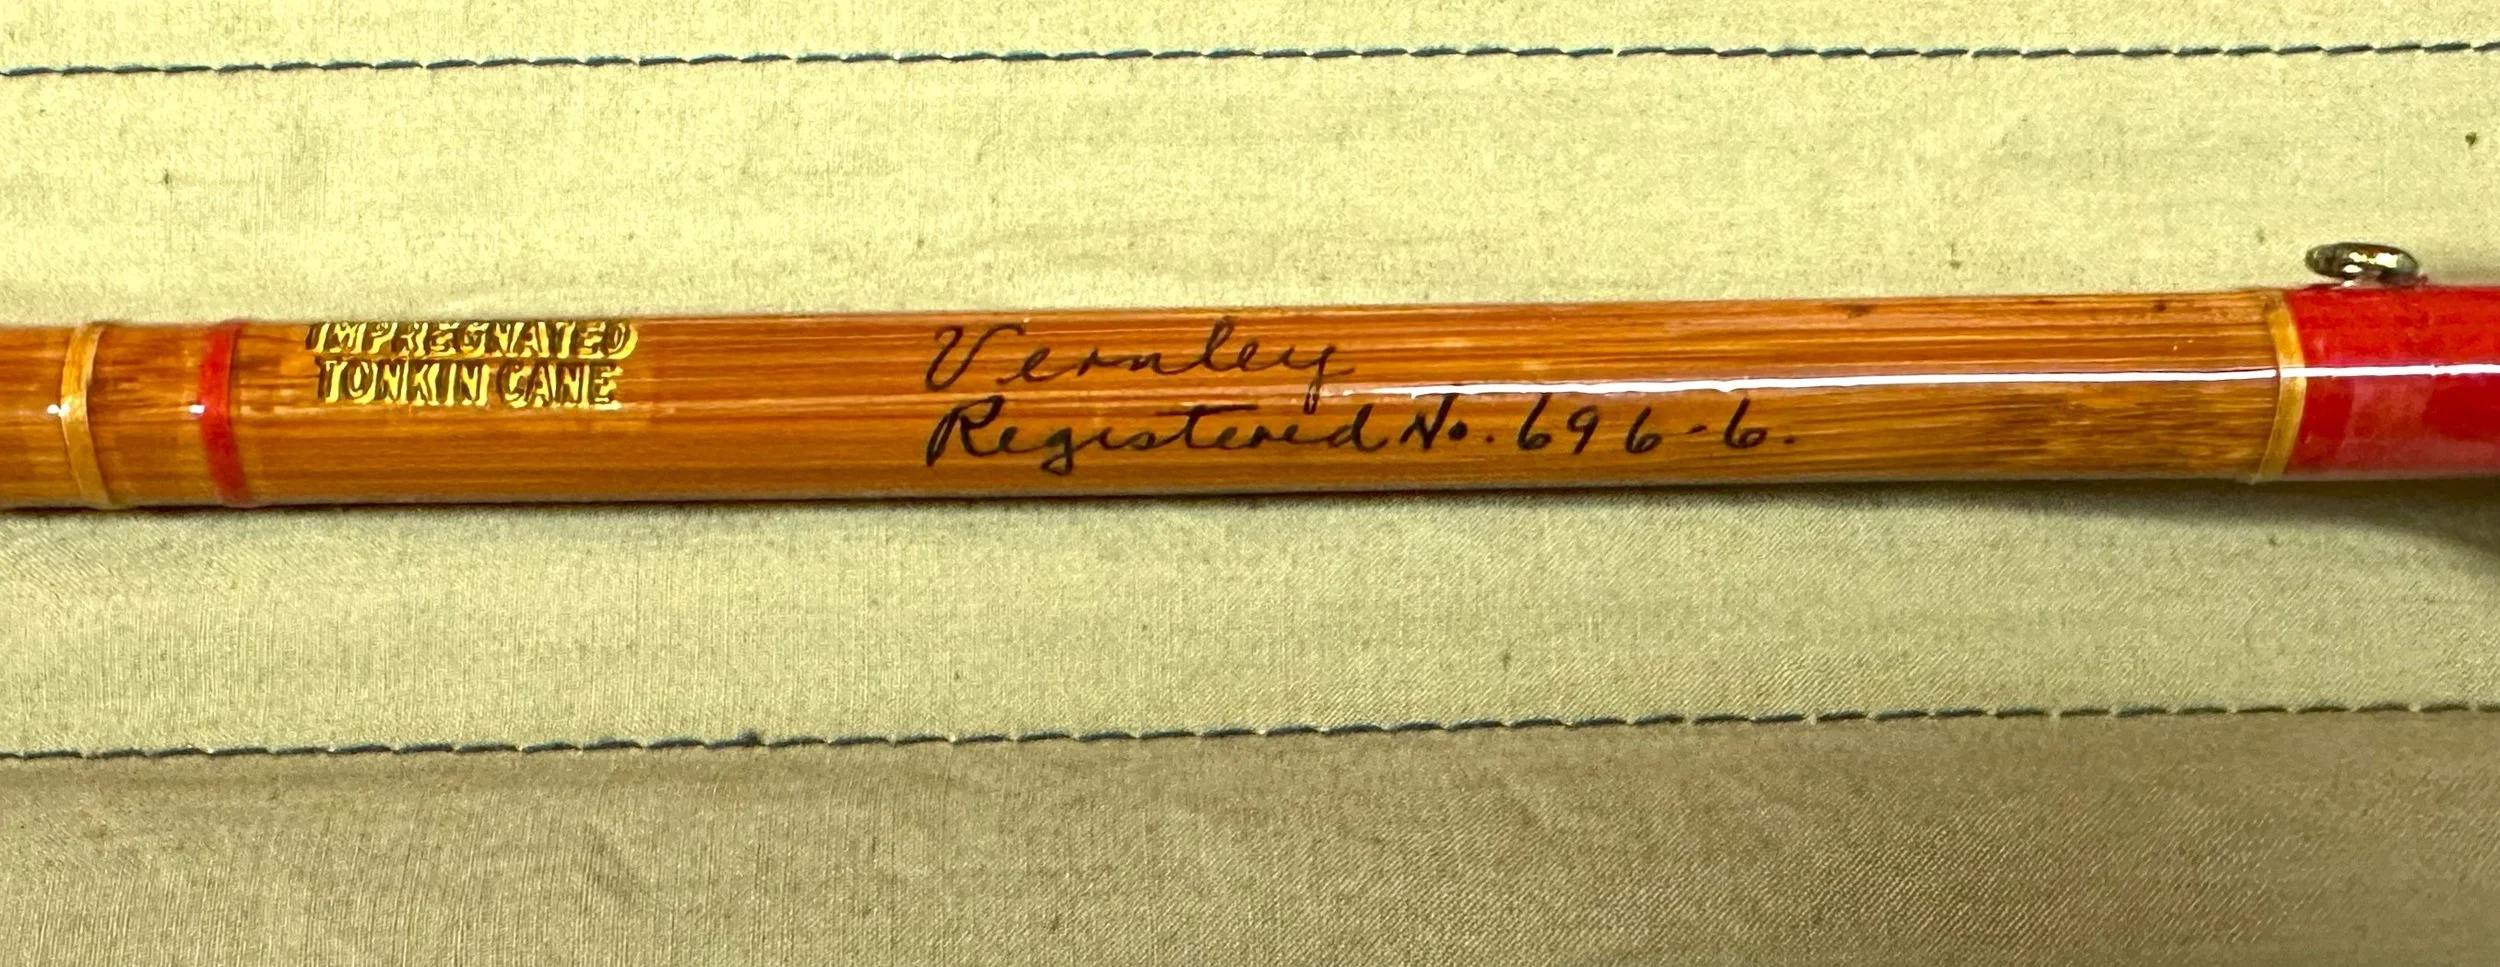 IMPREGNATED
TONKIN CANE
Vernley
Registered No. 696-6.